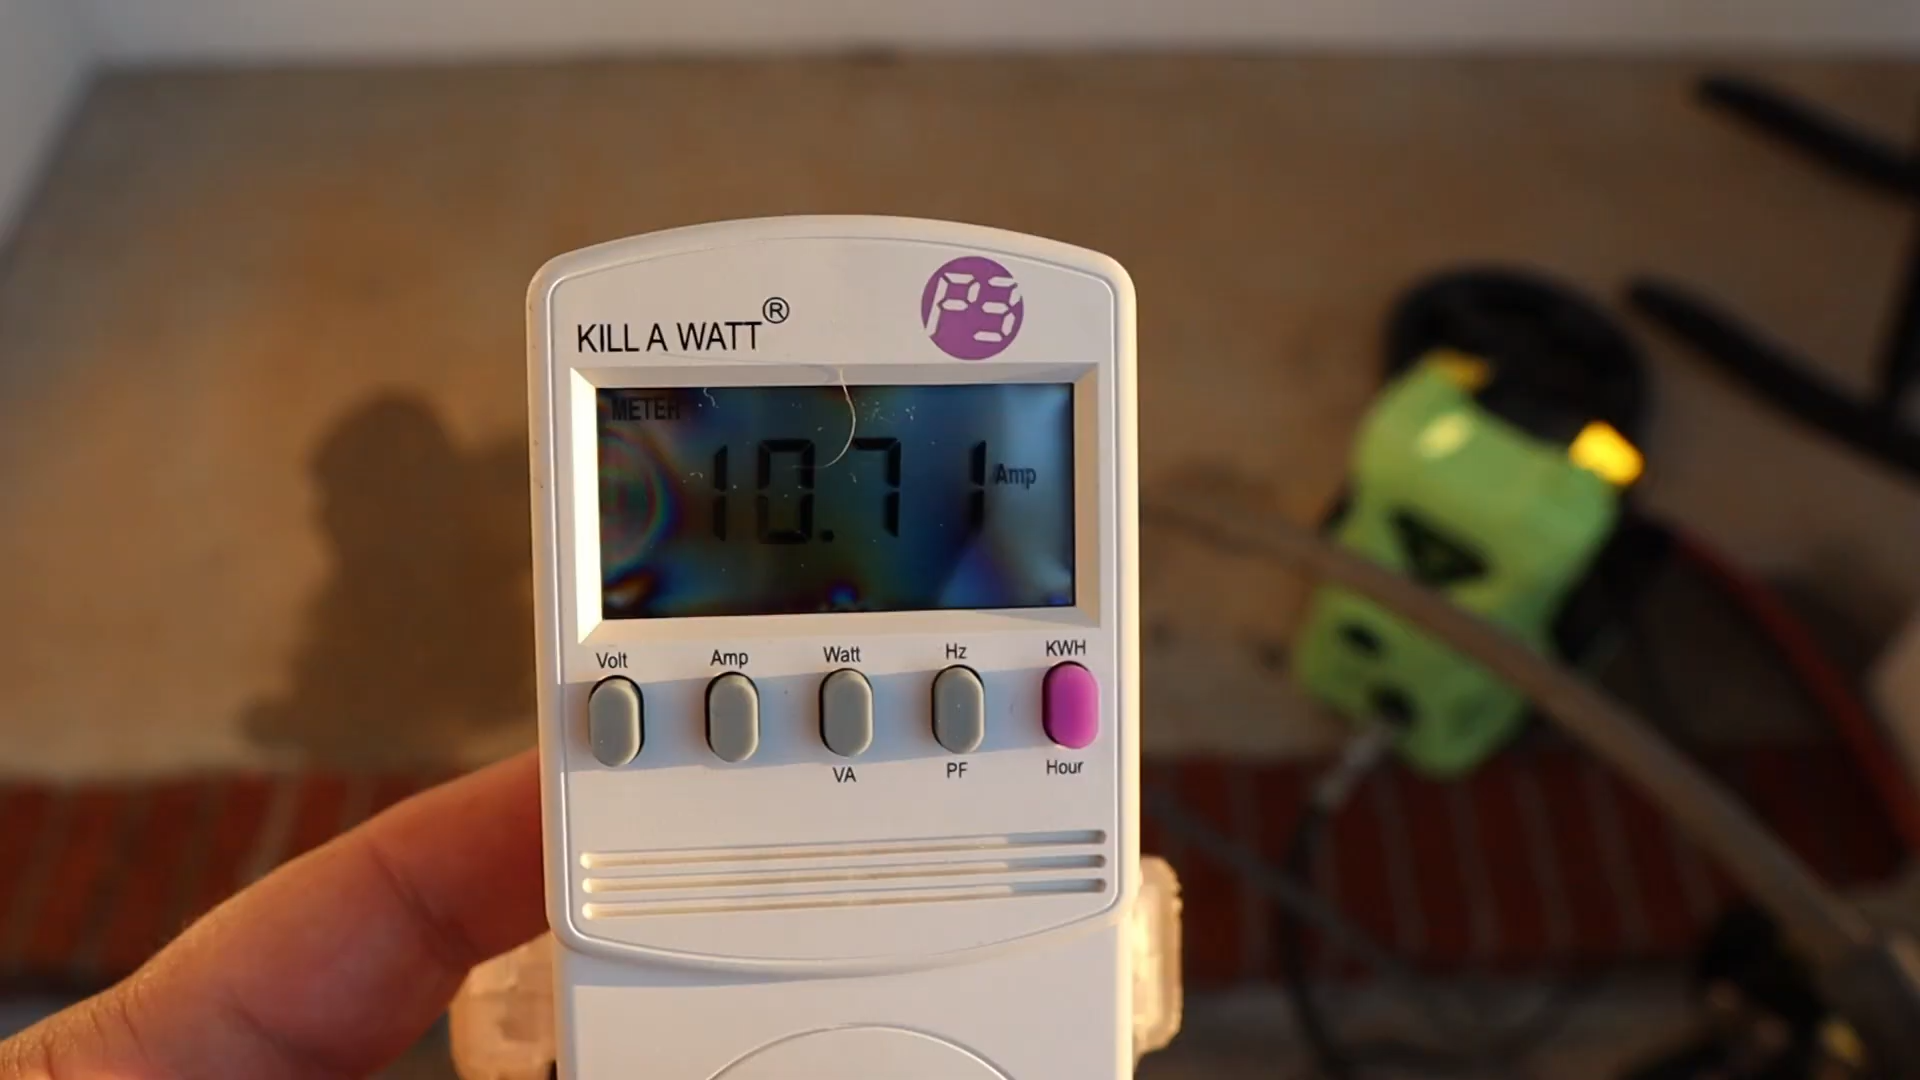 KILL A WATT®
P3
METER
10.71 Amp
Volt Amp Watt Hz KWH
VA PF Hour